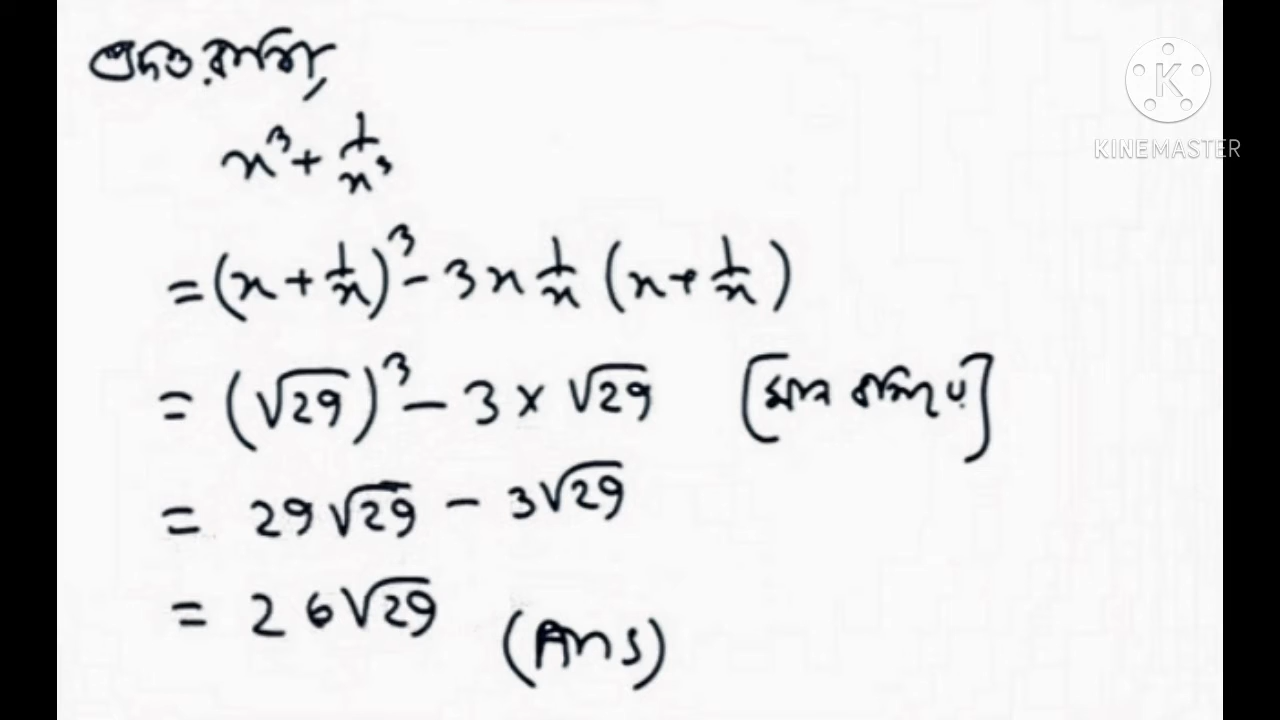 প্রদত্ত রাশি,
K
KINEMASTER
x³ + 1/x³
= (x + 1/x)³ - 3x 1/x (x + 1/x)
= (√29)³ - 3 × √29 [মান বসিয়ে]
= 29√29 - 3√29
= 26√29 (Ans)